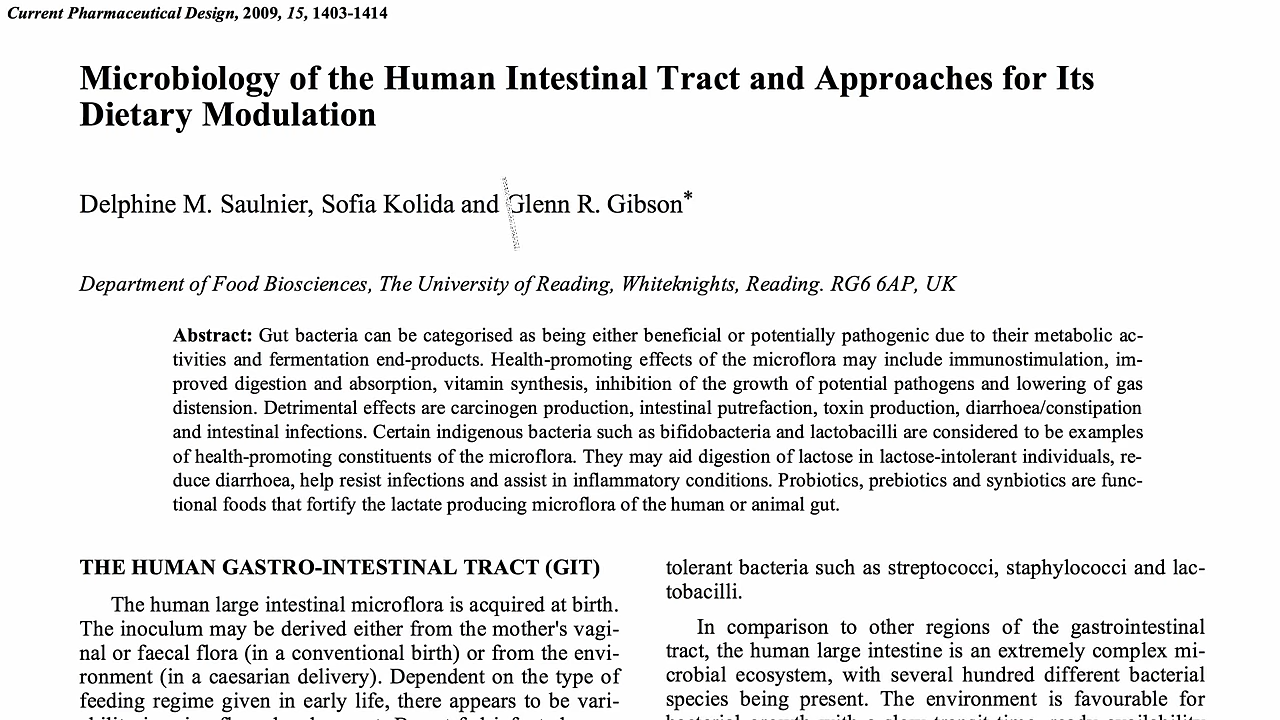 Current Pharmaceutical Design, 2009, 15, 1403-1414
Microbiology of the Human Intestinal Tract and Approaches for Its
Dietary Modulation
Delphine M. Saulnier, Sofia Kolida and Glenn R. Gibson*
Department of Food Biosciences, The University of Reading, Whiteknights, Reading. RG6 6AP, UK
Abstract: Gut bacteria can be categorised as being either beneficial or potentially pathogenic due to their metabolic ac-
tivities and fermentation end-products. Health-promoting effects of the microflora may include immunostimulation, im-
proved digestion and absorption, vitamin synthesis, inhibition of the growth of potential pathogens and lowering of gas
distension. Detrimental effects are carcinogen production, intestinal putrefaction, toxin production, diarrhoea/constipation
and intestinal infections. Certain indigenous bacteria such as bifidobacteria and lactobacilli are considered to be examples
of health-promoting constituents of the microflora. They may aid digestion of lactose in lactose-intolerant individuals, re-
duce diarrhoea, help resist infections and assist in inflammatory conditions. Probiotics, prebiotics and synbiotics are func-
tional foods that fortify the lactate producing microflora of the human or animal gut.
THE HUMAN GASTRO-INTESTINAL TRACT (GIT)
The human large intestinal microflora is acquired at birth.
The inoculum may be derived either from the mother's vagi-
nal or faecal flora (in a conventional birth) or from the envi-
ronment (in a caesarian delivery). Dependent on the type of
feeding regime given in early life, there appears to be vari-
tolerant bacteria such as streptococci, staphylococci and lac-
tobacilli.
In comparison to other regions of the gastrointestinal
tract, the human large intestine is an extremely complex mi-
crobial ecosystem, with several hundred different bacterial
species being present. The environment is favourable for
bacterial growth with a slow transit time, ready availability